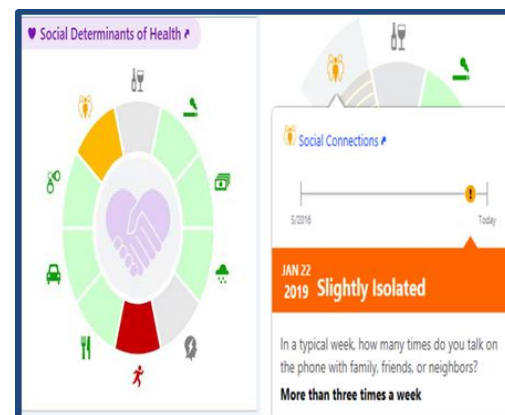 Social Determinants of Health
Social Connections
5/2016
Today
JAN 22
2019 Slightly Isolated
In a typical week, how many times do you talk on
the phone with family, friends, or neighbors?
More than three times a week